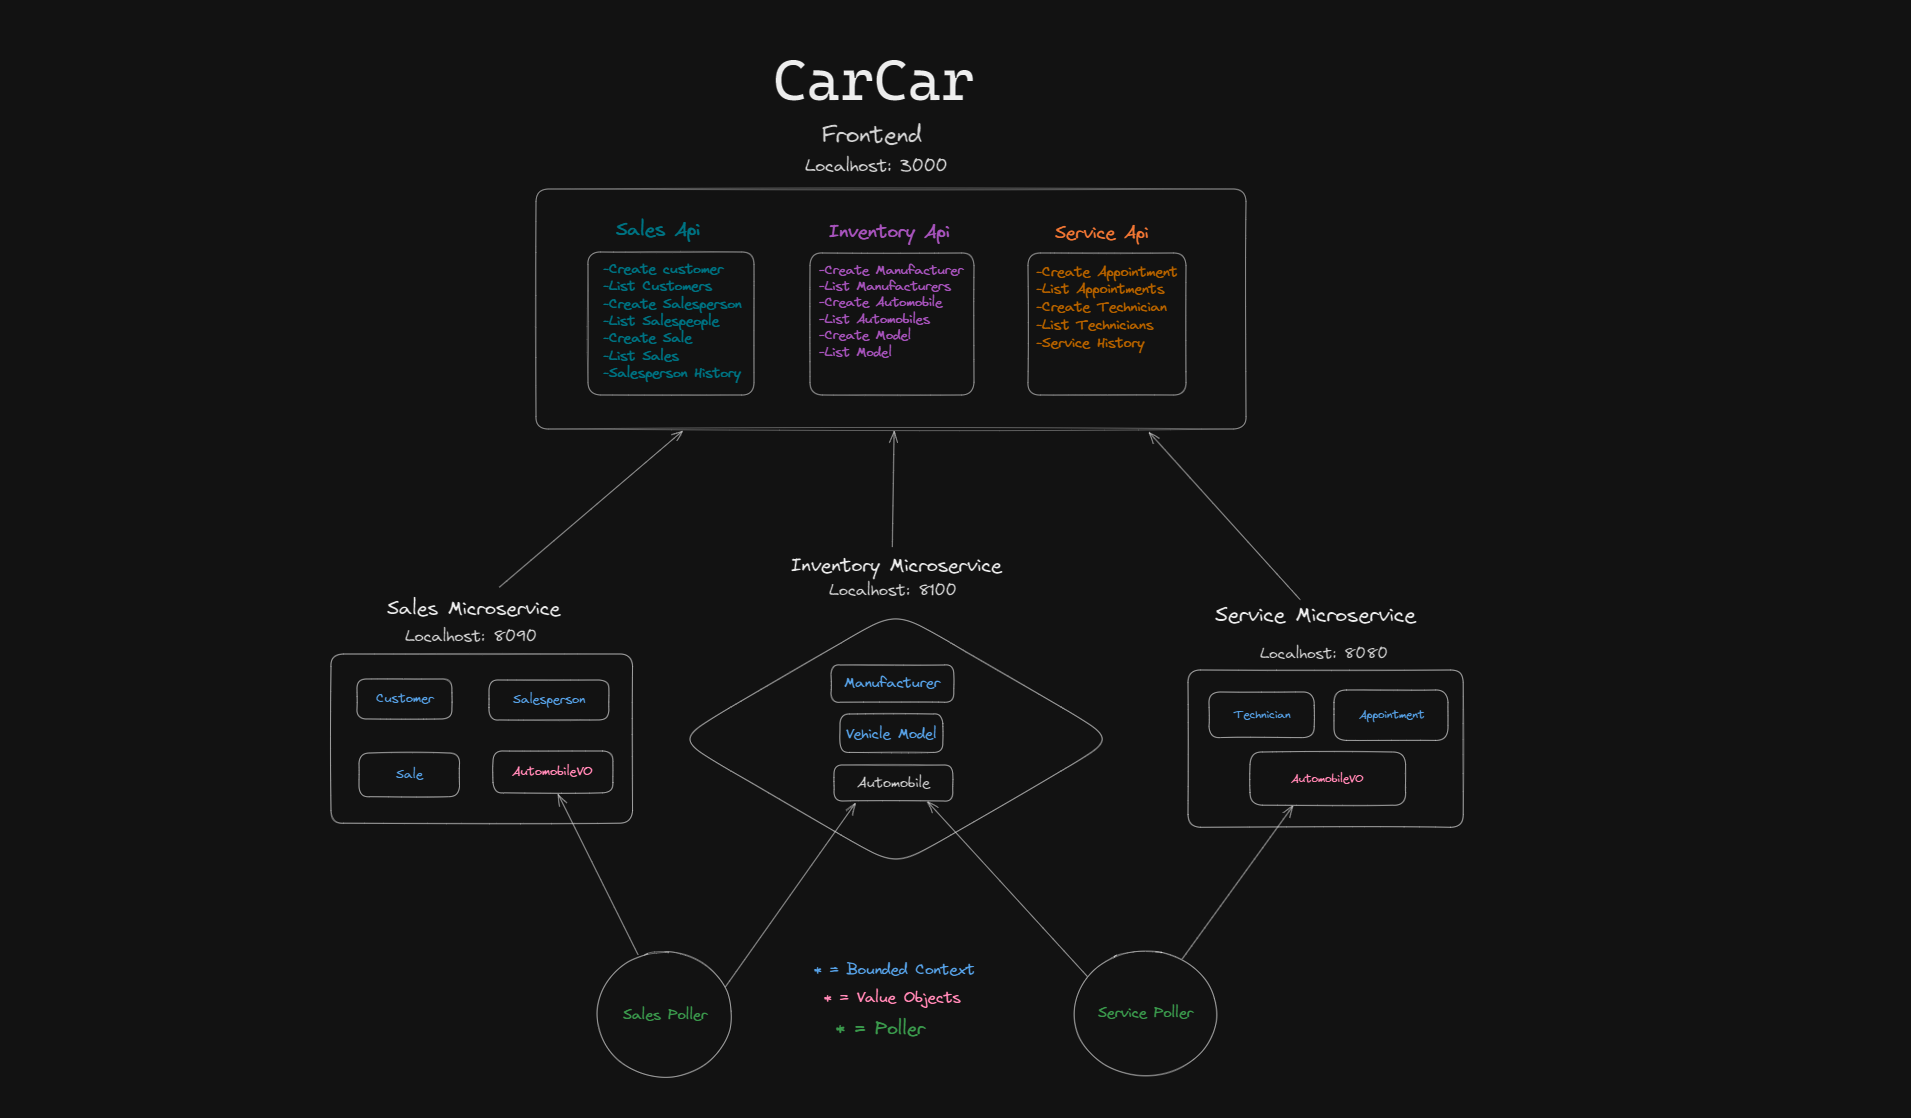 CarCar
Frontend
Localhost: 3000
Sales Api
-Create customer
-List Customers
-Create Salesperson
-List Salespeople
-Create Sale
-List Sales
-Salesperson History
Inventory Api
-Create Manufacturer
-List Manufacturers
-Create Automobile
-List Automobiles
-Create Model
-List Model
Service Api
-Create Appointment
-List Appointments
-Create Technician
-List Technicians
-Service History
Sales Microservice
Localhost: 8090
Customer
Salesperson
Sale
AutomobileVO
Inventory Microservice
Localhost: 8100
Manufacturer
Vehicle Model
Automobile
Service Microservice
Localhost: 8080
Technician
Appointment
AutomobileVO
Sales Poller
* = Bounded Context
* = Value Objects
* = Poller
Service Poller